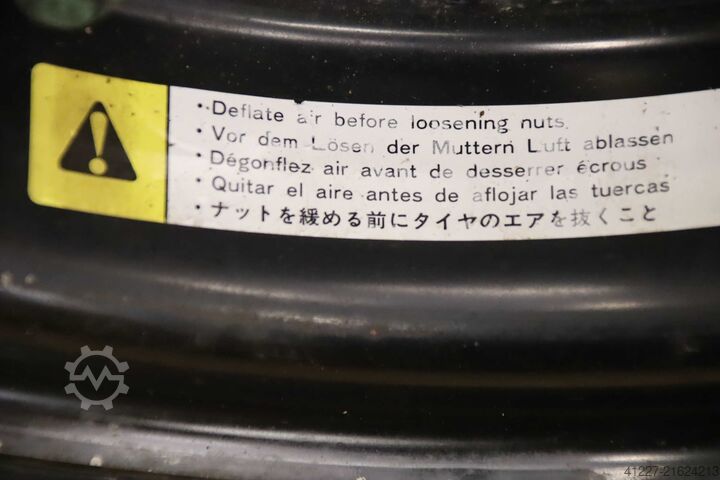 • Deflate air before loosening nuts.
• Vor dem Lösen der Muttern Luft ablassen
• Dégonflez air avant de desserrer écrous
• Quitar el aire antes de aflojar las tuercas
• ナットを緩める前にタイヤのエアを抜くこと
41227-21624213